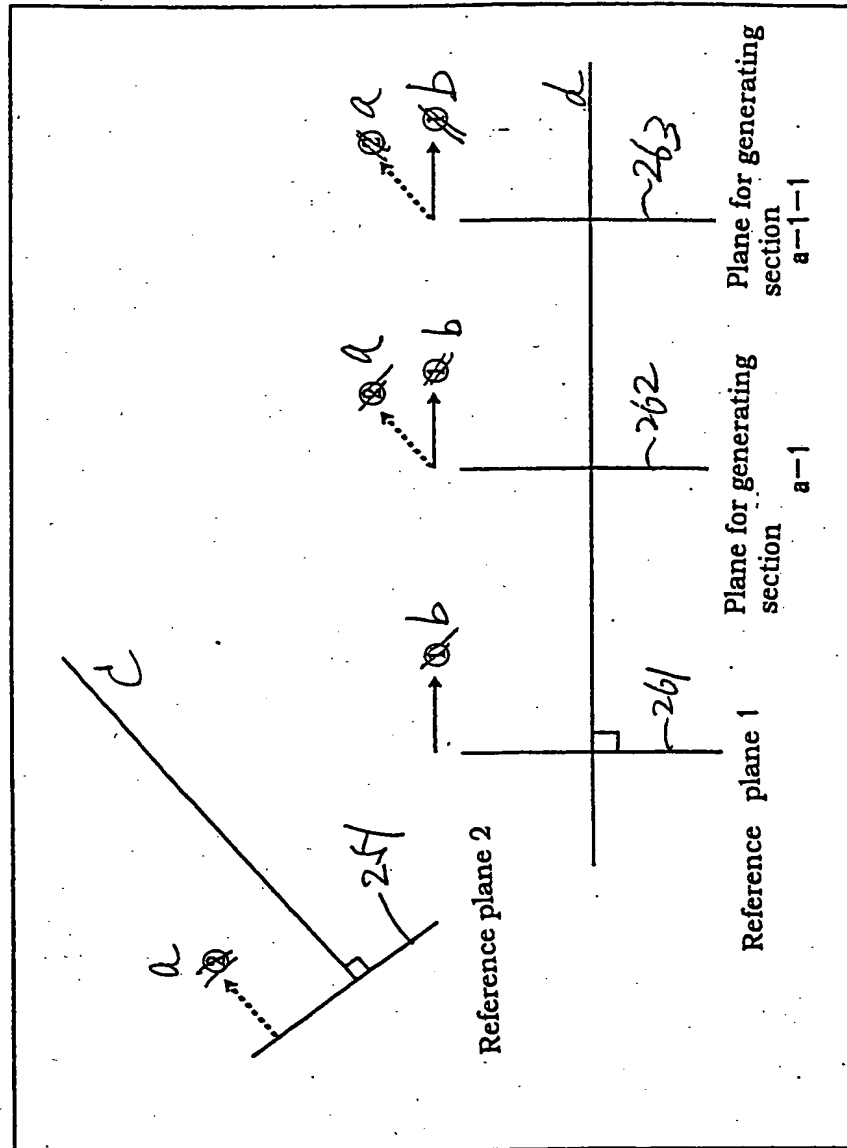 c
a
254
Reference plane 2
b
261
Reference plane 1
a
b
262
Plane for generating
section
a-1
a
b
d
263
Plane for generating
section
a-1-1